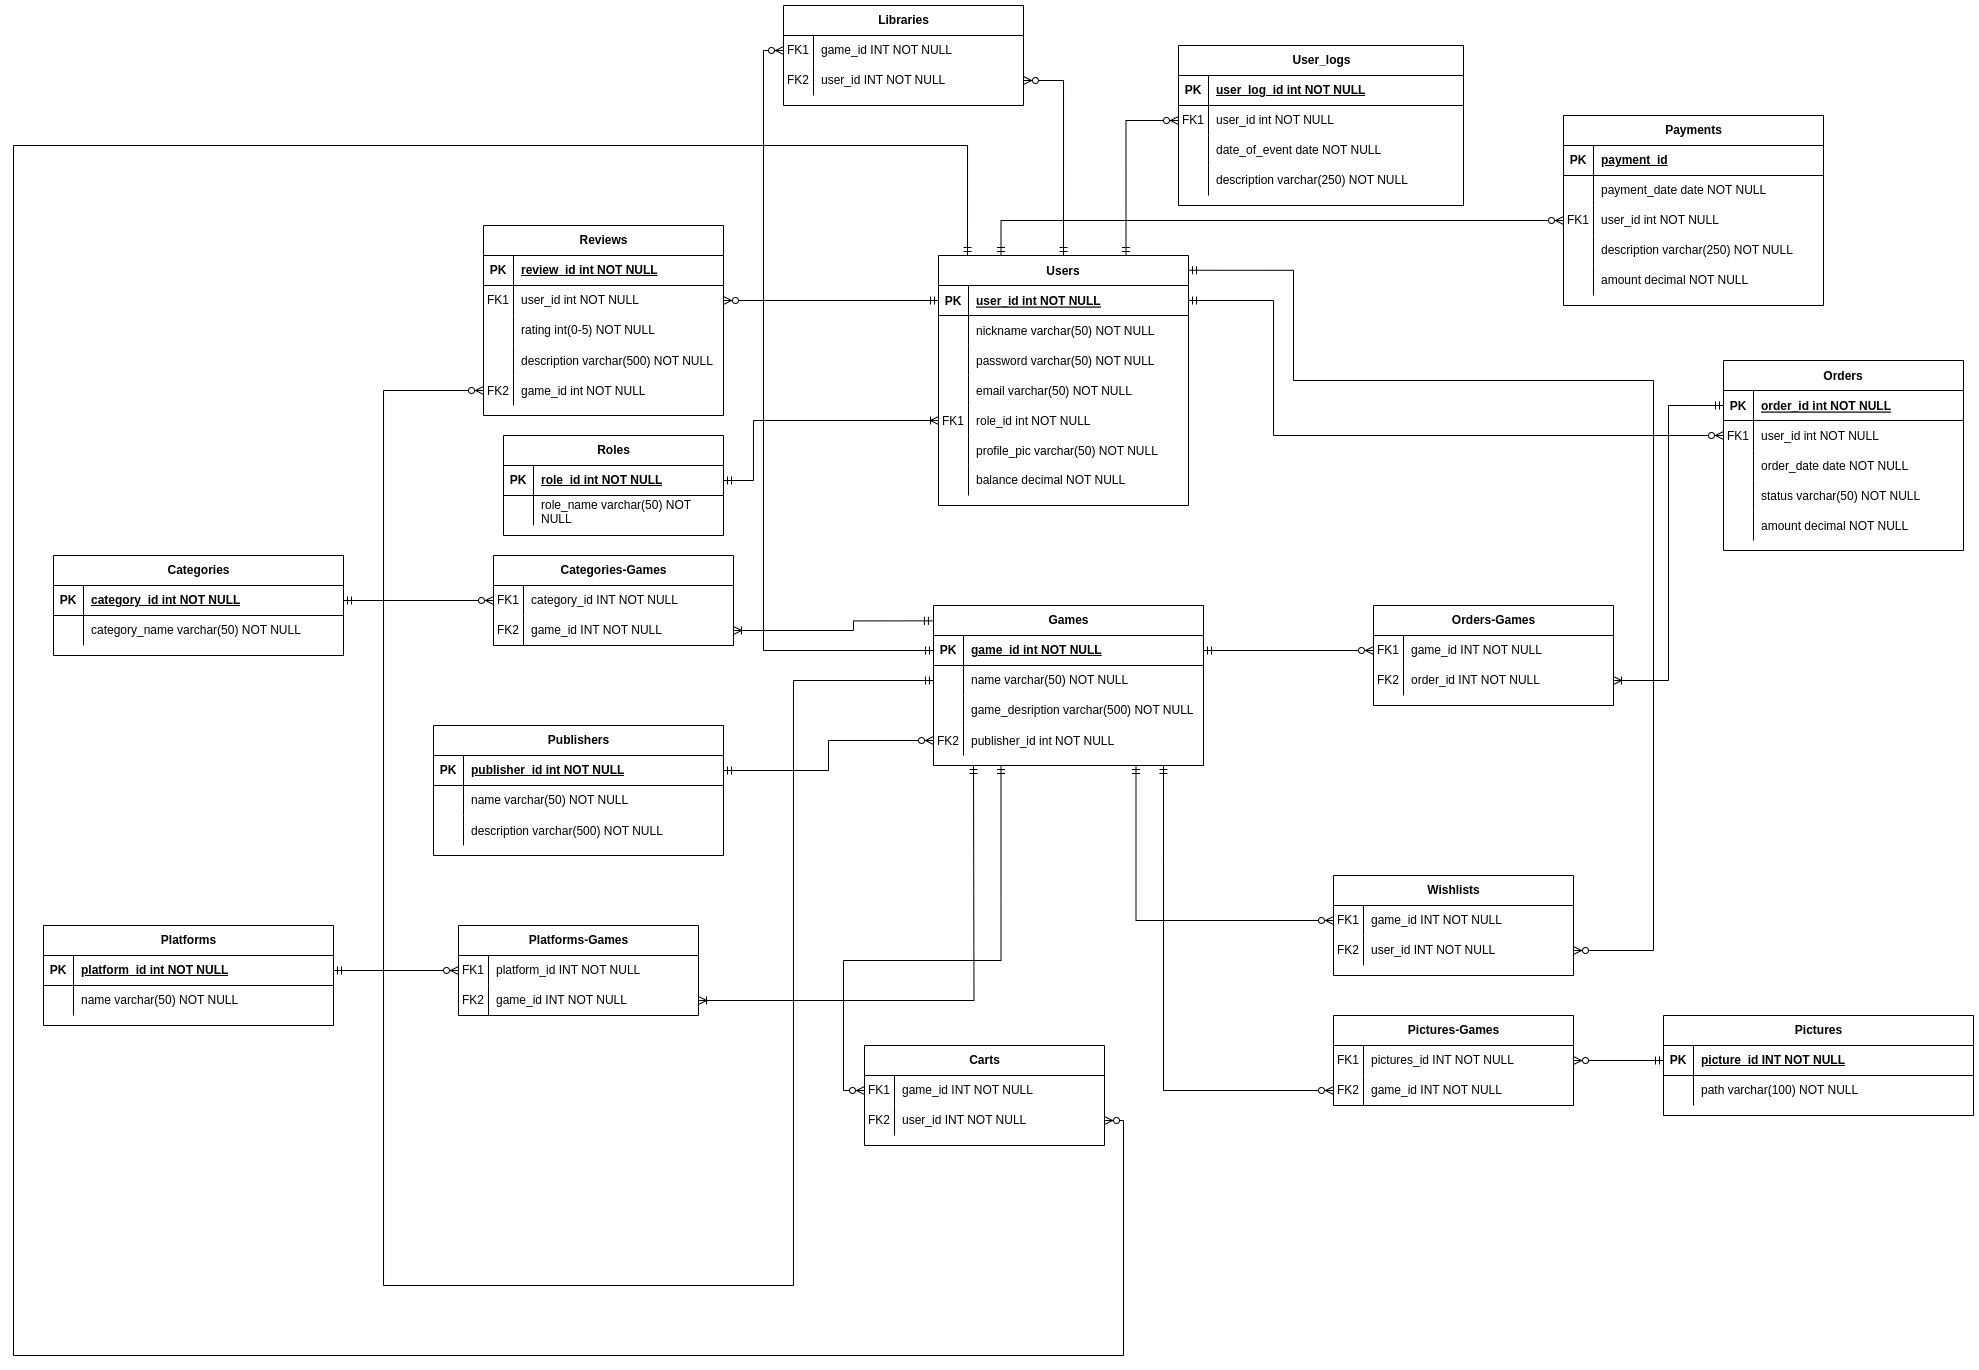 Libraries
FK1 game_id INT NOT NULL
FK2 user_id INT NOT NULL
User_logs
PK user_log_id int NOT NULL
FK1 user_id int NOT NULL
date_of_event date NOT NULL
description varchar(250) NOT NULL
Payments
PK payment_id
payment_date date NOT NULL
FK1 user_id int NOT NULL
description varchar(250) NOT NULL
amount decimal NOT NULL
Reviews
PK review_id int NOT NULL
FK1 user_id int NOT NULL
rating int(0-5) NOT NULL
description varchar(500) NOT NULL
FK2 game_id int NOT NULL
Users
PK user_id int NOT NULL
nickname varchar(50) NOT NULL
password varchar(50) NOT NULL
email varchar(50) NOT NULL
FK1 role_id int NOT NULL
profile_pic varchar(50) NOT NULL
balance decimal NOT NULL
Orders
PK order_id int NOT NULL
FK1 user_id int NOT NULL
order_date date NOT NULL
status varchar(50) NOT NULL
amount decimal NOT NULL
Roles
PK role_id int NOT NULL
role_name varchar(50) NOT
NULL
Categories
PK category_id int NOT NULL
category_name varchar(50) NOT NULL
Categories-Games
FK1 category_id INT NOT NULL
FK2 game_id INT NOT NULL
Games
PK game_id int NOT NULL
name varchar(50) NOT NULL
game_desription varchar(500) NOT NULL
FK2 publisher_id int NOT NULL
Orders-Games
FK1 game_id INT NOT NULL
FK2 order_id INT NOT NULL
Publishers
PK publisher_id int NOT NULL
name varchar(50) NOT NULL
description varchar(500) NOT NULL
Wishlists
FK1 game_id INT NOT NULL
FK2 user_id INT NOT NULL
Platforms
PK platform_id int NOT NULL
name varchar(50) NOT NULL
Platforms-Games
FK1 platform_id INT NOT NULL
FK2 game_id INT NOT NULL
Carts
FK1 game_id INT NOT NULL
FK2 user_id INT NOT NULL
Pictures-Games
FK1 pictures_id INT NOT NULL
FK2 game_id INT NOT NULL
Pictures
PK picture_id INT NOT NULL
path varchar(100) NOT NULL